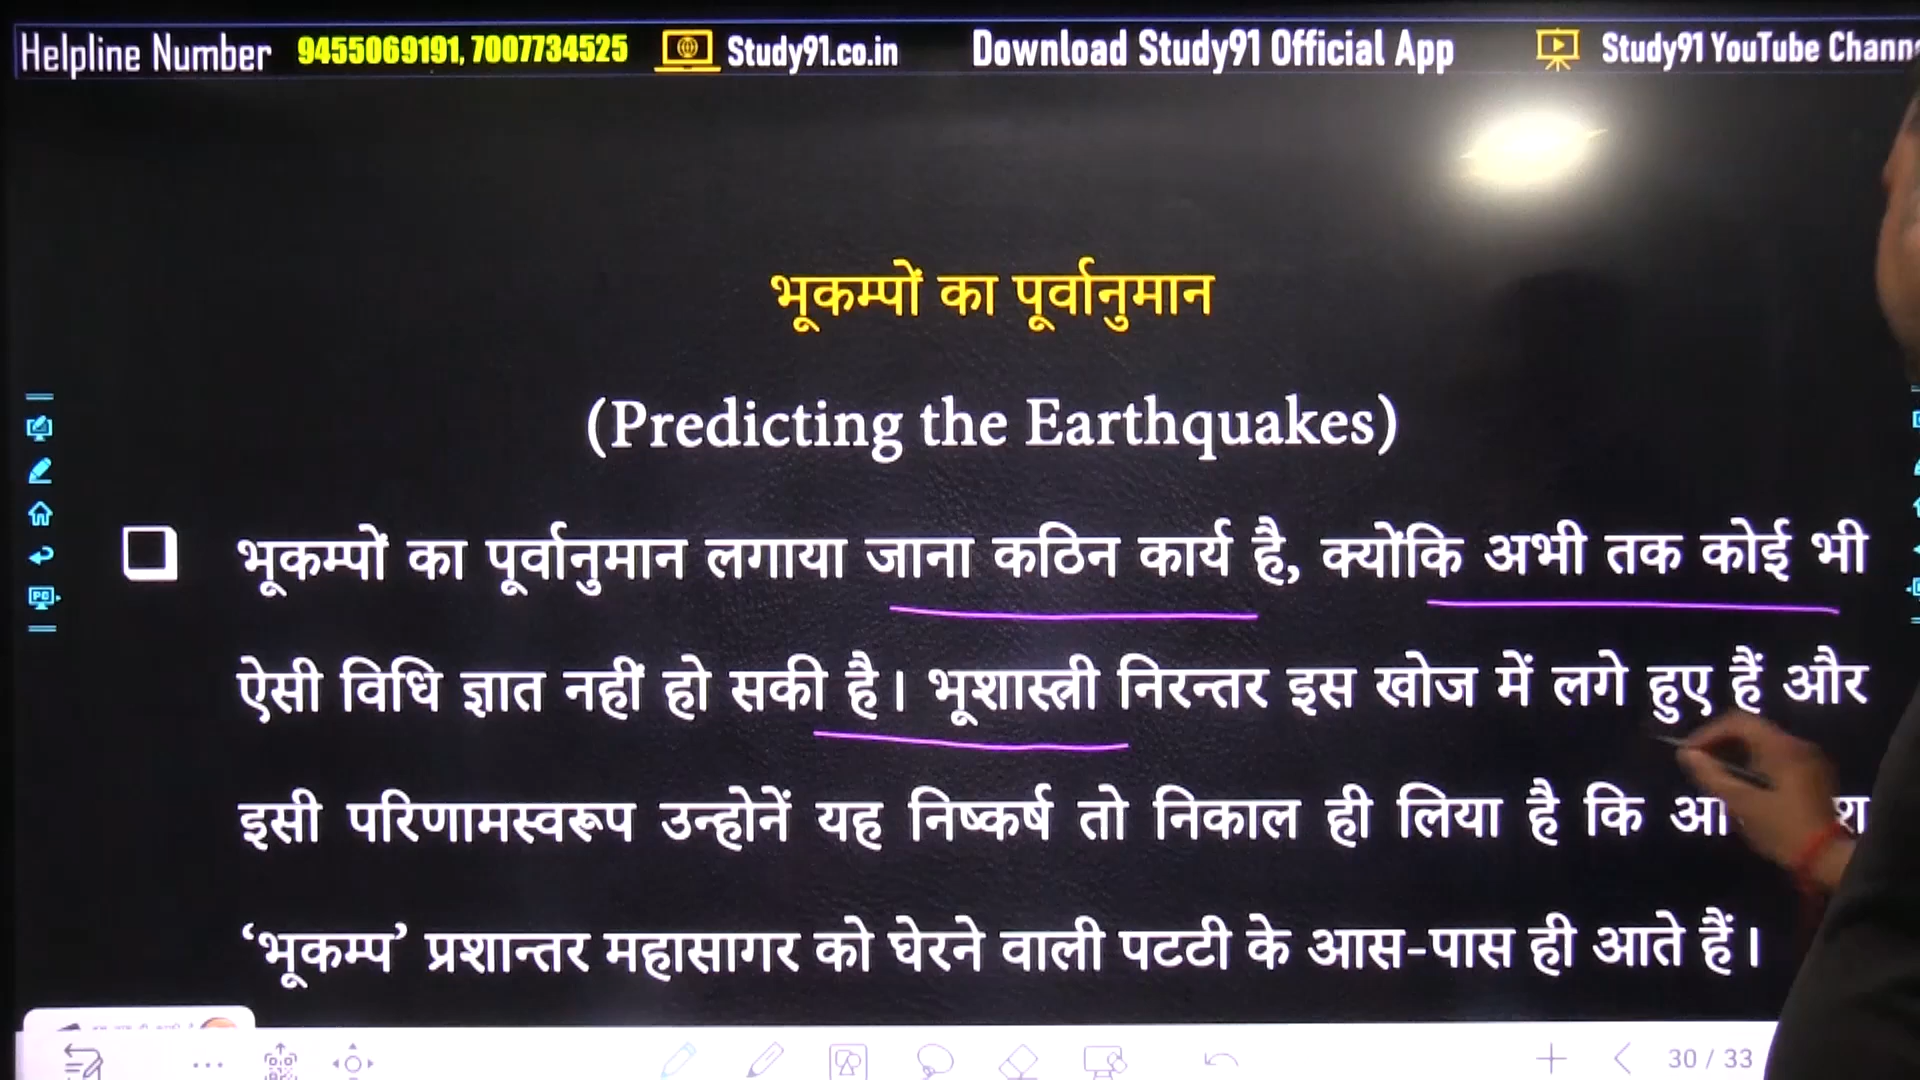 Helpline Number 9455069191, 7007734525 Study91.co.in Download Study91 Official App Study91 YouTube
भूकम्पों का पूर्वानुमान
(Predicting the Earthquakes)
भूकम्पों का पूर्वानुमान लगाया जाना कठिन कार्य है, क्योंकि अभी तक कोई भी
ऐसी विधि ज्ञात नहीं हो सकी है। भूशास्त्री निरन्तर इस खोज में लगे हुए हैं और
इसी परिणामस्वरूप उन्होनें यह निष्कर्ष तो निकाल ही लिया है कि
‘भूकम्प’ प्रशान्तर महासागर को घेरने वाली पटटी के आस-पास ही आते हैं।
30 / 33